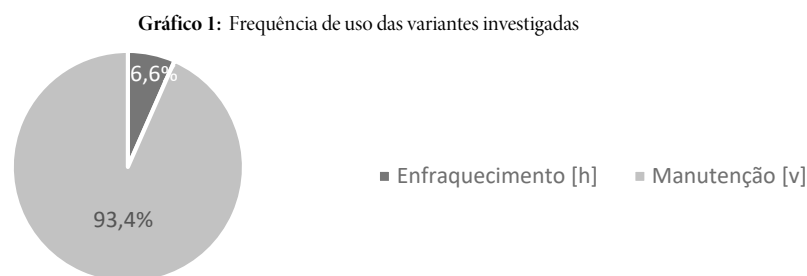 Gráfico 1: Frequência de uso das variantes investigadas
6,6%
Enfraquecimento [h] Manutenção [v]
93,4%